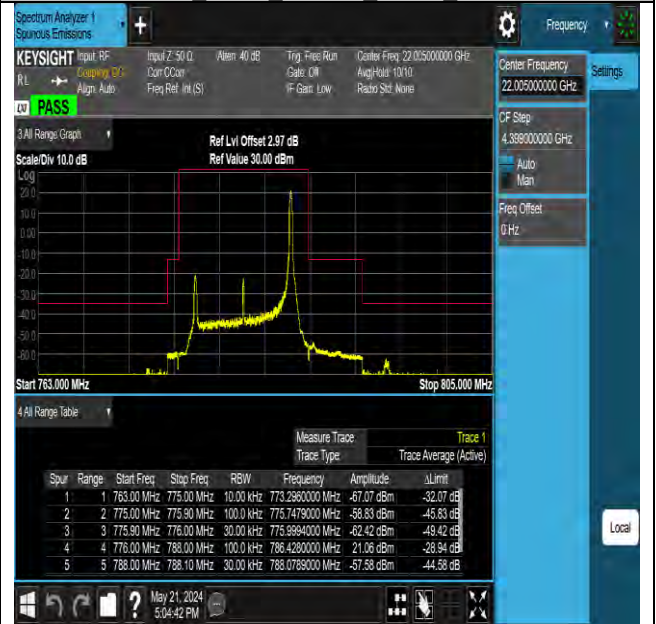 Spectrum Analyzer 1
Spurious Emissions
+
Frequency
KEYSIGHT Input: RF Input Z: 50 Ω Atten: 40 dB Trig: Free Run Center Freq: 22.005000000 GHz
RL Coupling: DC Corr CCorr Gate: Off Avg|Hold: 10/10
Align: Auto Freq Ref: Int (S) IF Gain: Low Radio Std: None
PASS
Center Frequency
22.005000000 GHz
Settings
CF Step
4.399000000 GHz
Auto
Man
Freq Offset
0 Hz
3 All Range Graph
Ref Lvl Offset 2.97 dB
Scale/Div 10.0 dB Ref Value 30.00 dBm
Log
20.0
10.0
0.00
-10.0
-20.0
-30.0
-40.0
-50.0
-60.0
Start 763.000 MHz Stop 805.000 MHz
4 All Range Table
Measure Trace Trace 1
Trace Type Trace Average (Active)
Spur Range Start Freq Stop Freq RBW Frequency Amplitude ΔLimit
1 1 763.00 MHz 775.00 MHz 10.00 kHz 773.2960000 MHz -67.07 dBm -32.07 dB
2 2 775.00 MHz 775.90 MHz 100.0 kHz 775.7479000 MHz -58.83 dBm -45.83 dB
3 3 775.90 MHz 776.00 MHz 30.00 kHz 775.9994000 MHz -62.42 dBm -49.42 dB
4 4 776.00 MHz 788.00 MHz 100.0 kHz 786.4280000 MHz 21.06 dBm -28.94 dB
5 5 788.00 MHz 788.10 MHz 30.00 kHz 788.0789000 MHz -57.58 dBm -44.58 dB
Local
? May 21, 2024
5:04:42 PM